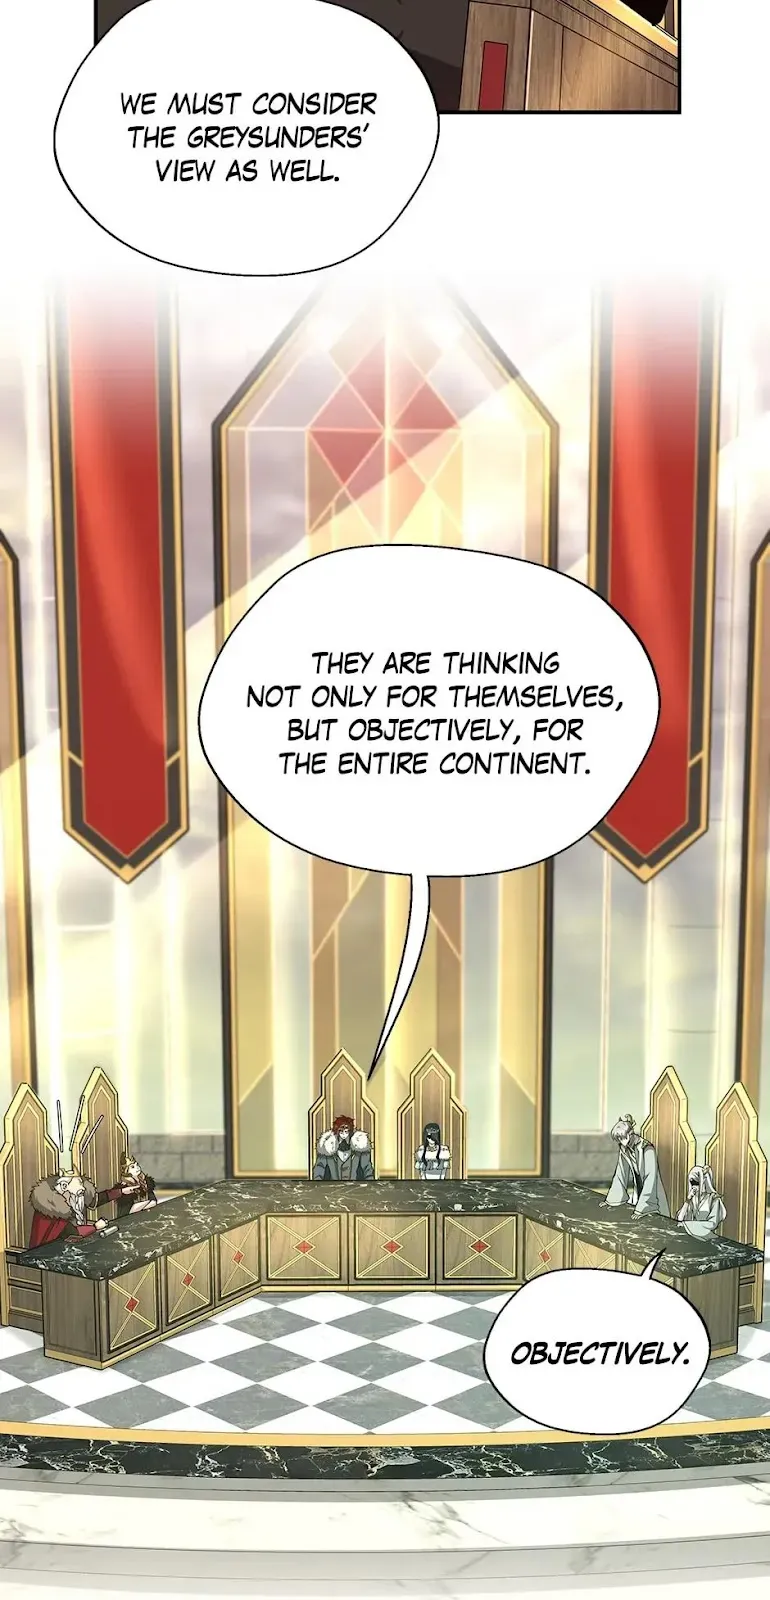 WE MUST CONSIDER
THE GREYSUNDERS'
VIEW AS WELL.
THEY ARE THINKING
NOT ONLY FOR THEMSELVES,
BUT OBJECTIVELY, FOR
THE ENTIRE CONTINENT.
OBJECTIVELY.